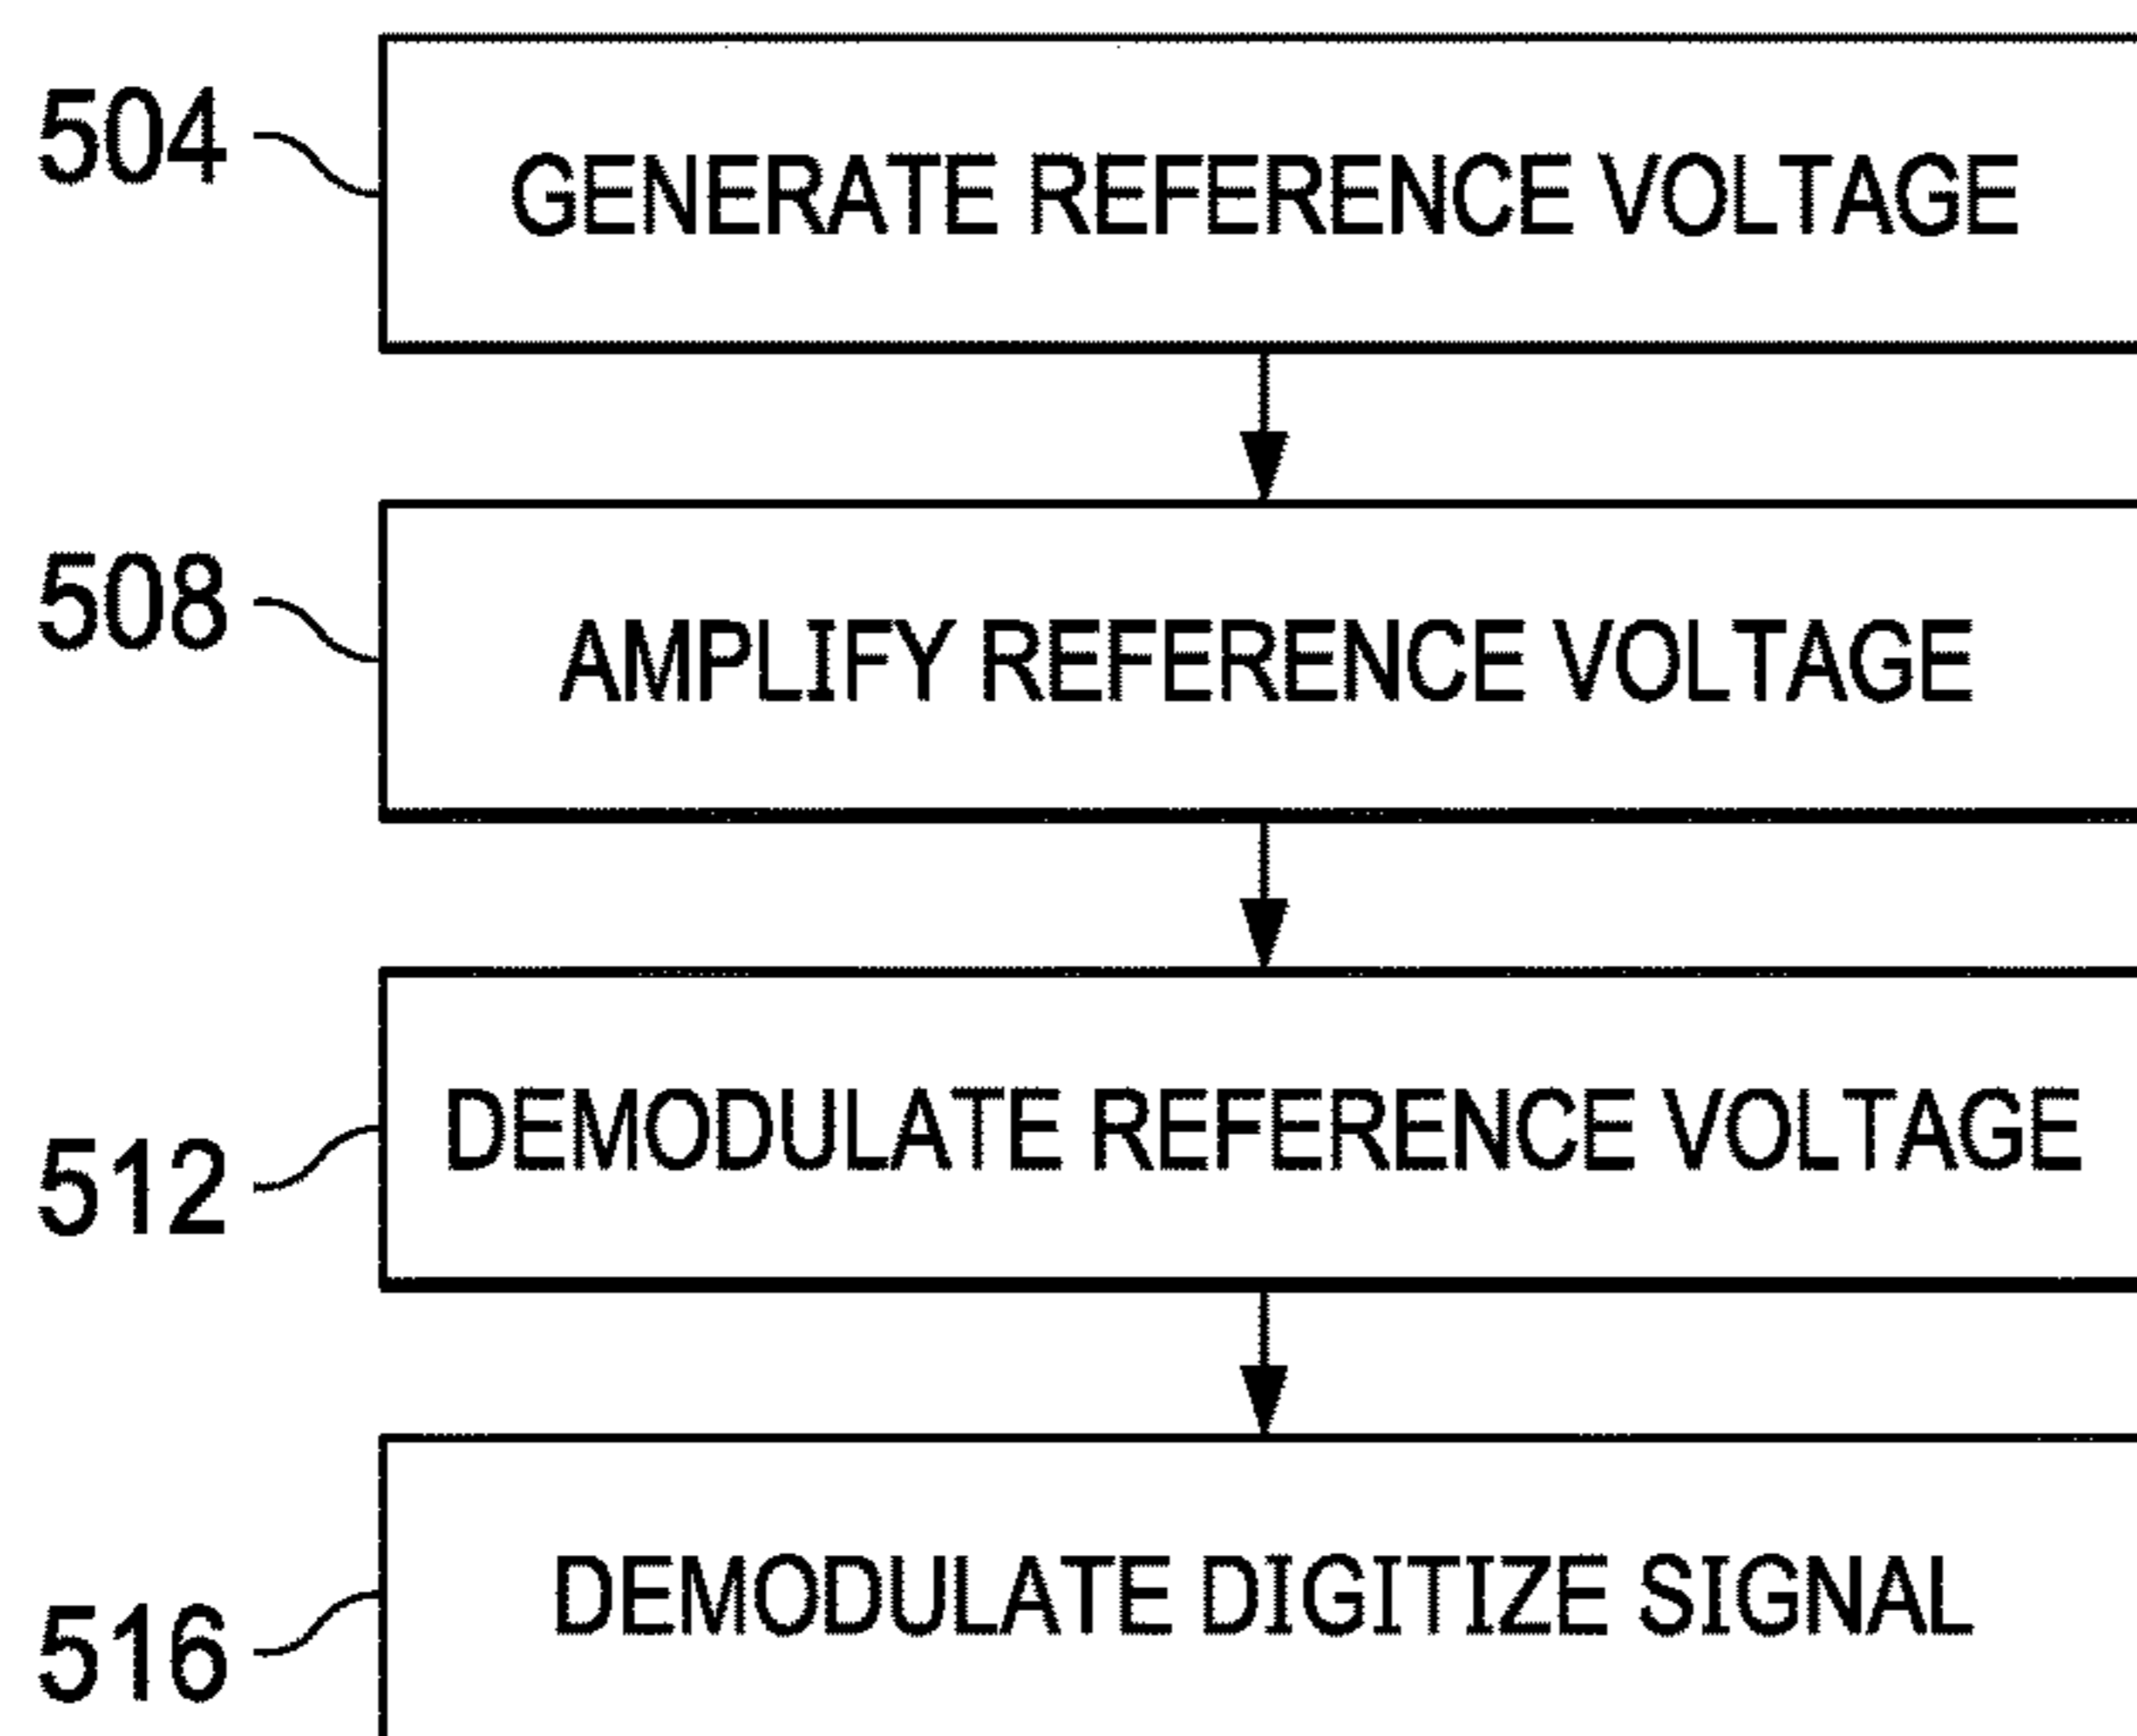 504 GENERATE REFERENCE VOLTAGE
508 AMPLIFY REFERENCE VOLTAGE
512 DEMODULATE REFERENCE VOLTAGE
516 DEMODULATE DIGITIZE SIGNAL